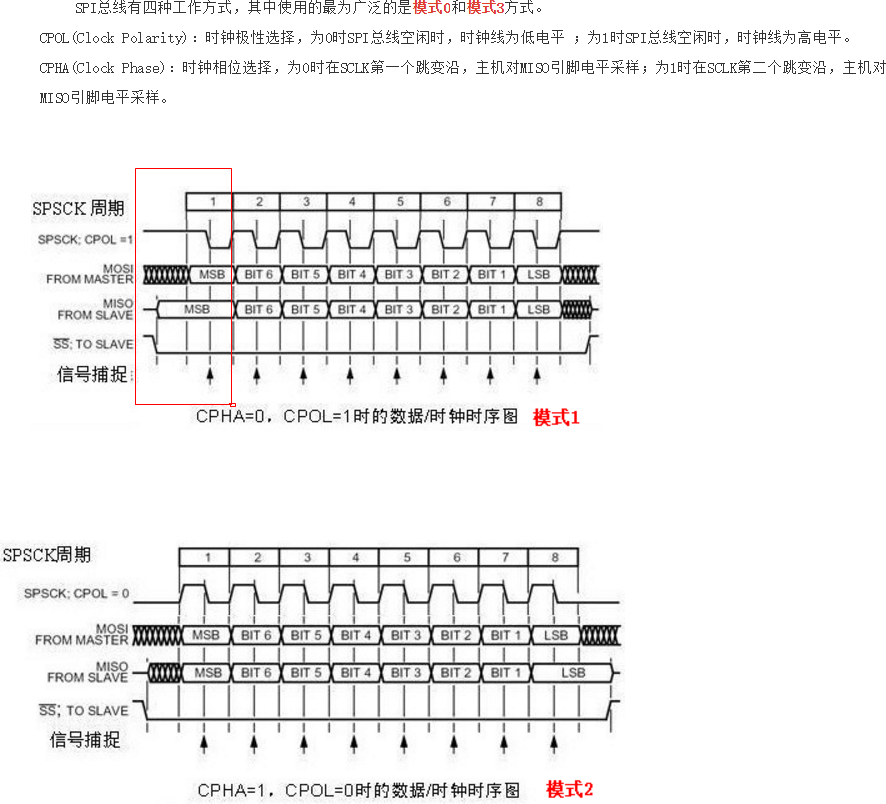 SPI总线有四种工作方式，其中使用的最为广泛的是模式0和模式3方式。
CPOL(Clock Polarity)：时钟极性选择，为0时SPI总线空闲时，时钟线为低电平 ；为1时SPI总线空闲时，时钟线为高电平。
CPHA(Clock Phase)：时钟相位选择，为0时在SCLK第一个跳变沿，主机对MISO引脚电平采样；为1时在SCLK第二个跳变沿，主机对
MISO引脚电平采样。
SPSCK 周期 1 2 3 4 5 6 7 8
SPSCK; CPOL =1
MOSI
FROM MASTER MSB BIT 6 BIT 5 BIT 4 BIT 3 BIT 2 BIT 1 LSB
MISO
FROM SLAVE MSB BIT 6 BIT 5 BIT 4 BIT 3 BIT 2 BIT 1 LSB
SS; TO SLAVE
信号捕捉:
CPHA=0，CPOL=1时的数据/时钟时序图 模式1
SPSCK周期 1 2 3 4 5 6 7 8
SPSCK; CPOL = 0
MOSI
FROM MASTER MSB BIT 6 BIT 5 BIT 4 BIT 3 BIT 2 BIT 1 LSB
MISO
FROM SLAVE MSB BIT 6 BIT 5 BIT 4 BIT 3 BIT 2 BIT 1 LSB
SS; TO SLAVE
信号捕捉
CPHA=1，CPOL=0时的数据/时钟时序图 模式2